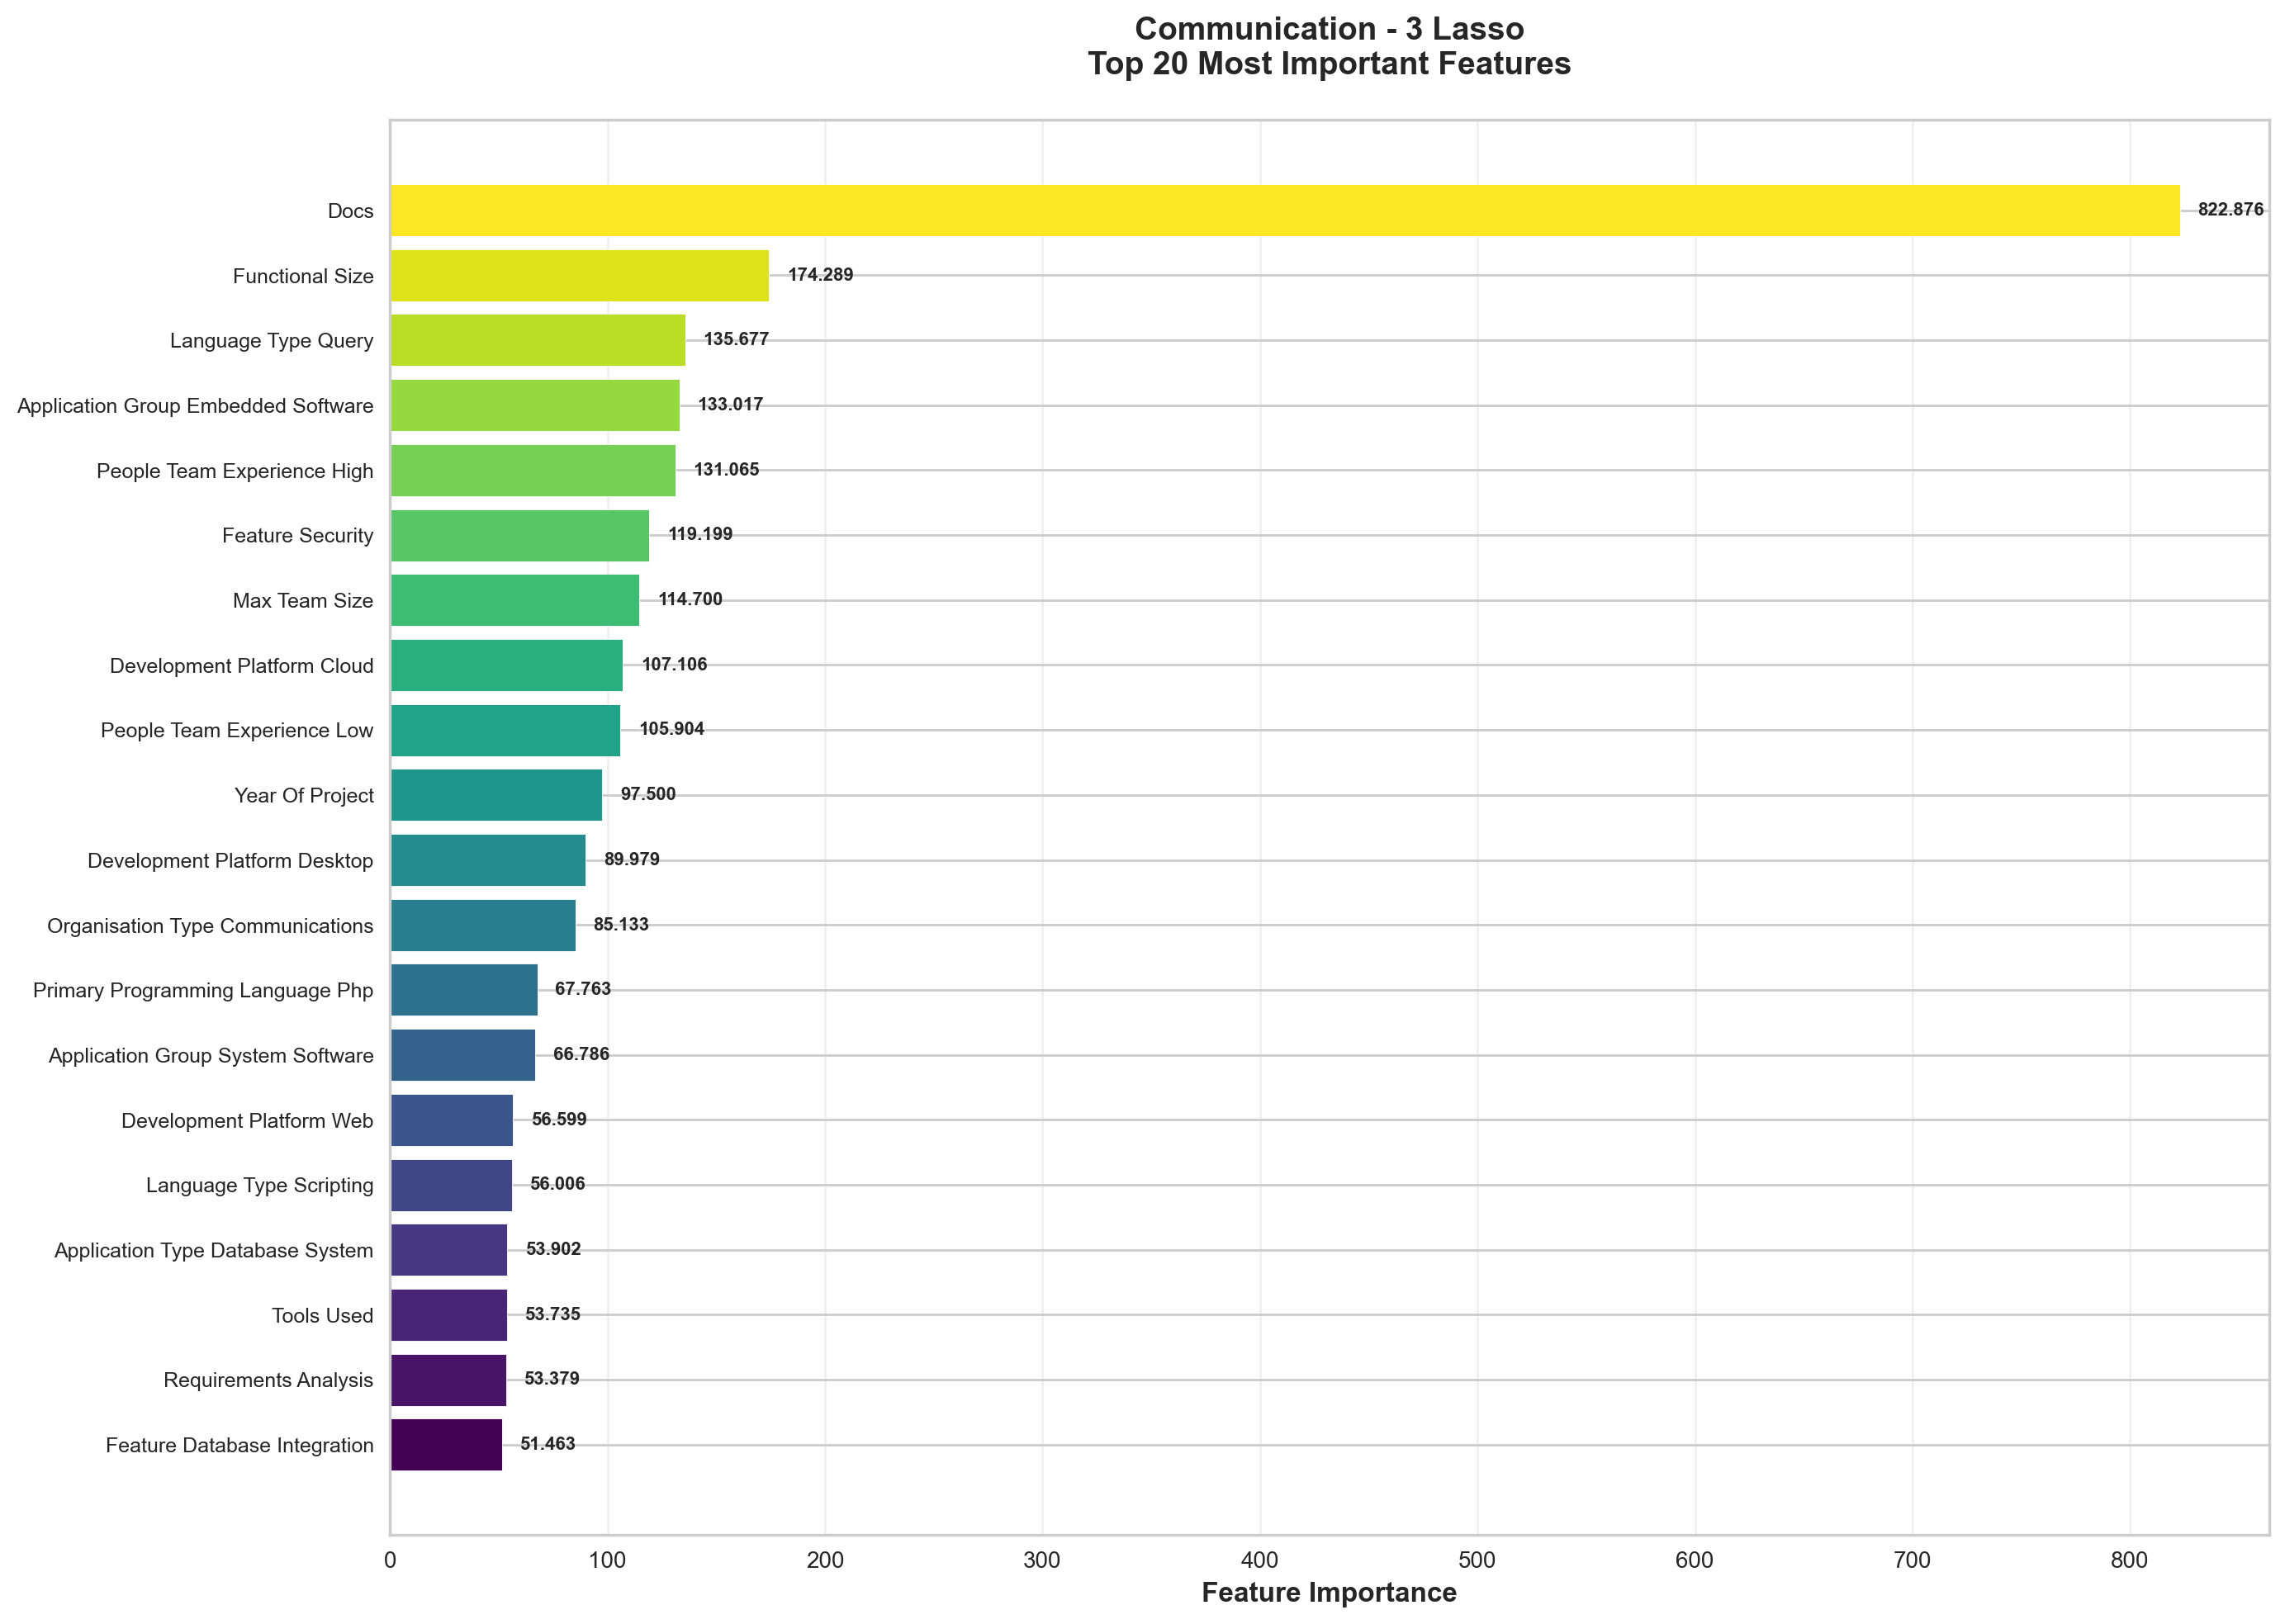 Communication - 3 Lasso
Top 20 Most Important Features
Docs 822.876
Functional Size 174.289
Language Type Query 135.677
Application Group Embedded Software 133.017
People Team Experience High 131.065
Feature Security 119.199
Max Team Size 114.700
Development Platform Cloud 107.106
People Team Experience Low 105.904
Year Of Project 97.500
Development Platform Desktop 89.979
Organisation Type Communications 85.133
Primary Programming Language Php 67.763
Application Group System Software 66.786
Development Platform Web 56.599
Language Type Scripting 56.006
Application Type Database System 53.902
Tools Used 53.735
Requirements Analysis 53.379
Feature Database Integration 51.463
0 100 200 300 400 500 600 700 800
Feature Importance